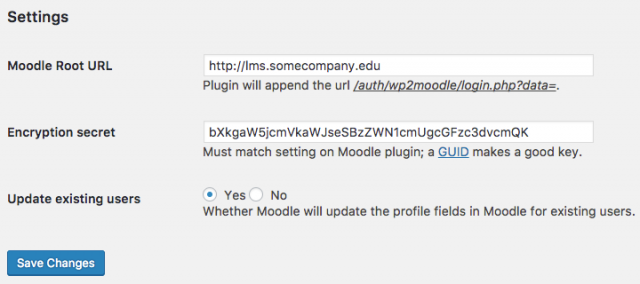 Settings
Moodle Root URL
http://lms.somecompany.edu
Plugin will append the url /auth/wp2moodle/login.php?data=.
Encryption secret
bXkgaW5jcmVkaWJseSBzZWN1cmUgcGFzc3dvcmQK
Must match setting on Moodle plugin; a GUID makes a good key.
Update existing users
Yes No
Whether Moodle will update the profile fields in Moodle for existing users.
Save Changes